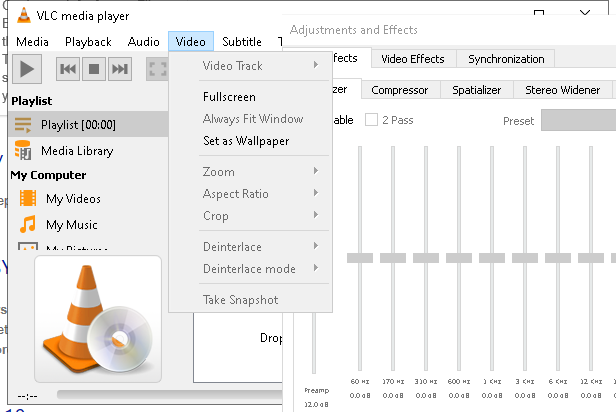 VLC media player
Adjustments and Effects
Media Playback Audio Video Subtitle T
fects Video Effects Synchronization
zer Compressor Spatializer Stereo Widener
able 2 Pass Preset
Playlist
Playlist [00:00]
Media Library
My Computer
My Videos
My Music
My Pictures
Video Track
Fullscreen
Always Fit Window
Set as Wallpaper
Zoom
Aspect Ratio
Crop
Deinterlace
Deinterlace mode
Take Snapshot
Drop
--:--
Preamp
12.0 dB
60 Hz 170 Hz 310 Hz 600 Hz 1 KHz 3 KHz 6 KHz 12 KHz
0.0 dB 0.0 dB 0.0 dB 0.0 dB 0.0 dB 0.0 dB 0.0 dB 0.0 dB